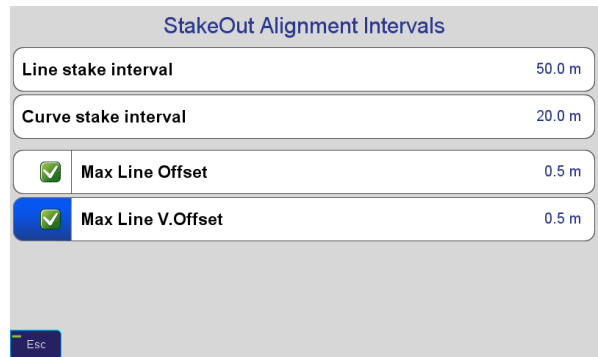 StakeOut Alignment Intervals
Line stake interval 50.0 m
Curve stake interval 20.0 m
Max Line Offset 0.5 m
Max Line V.Offset 0.5 m
Esc